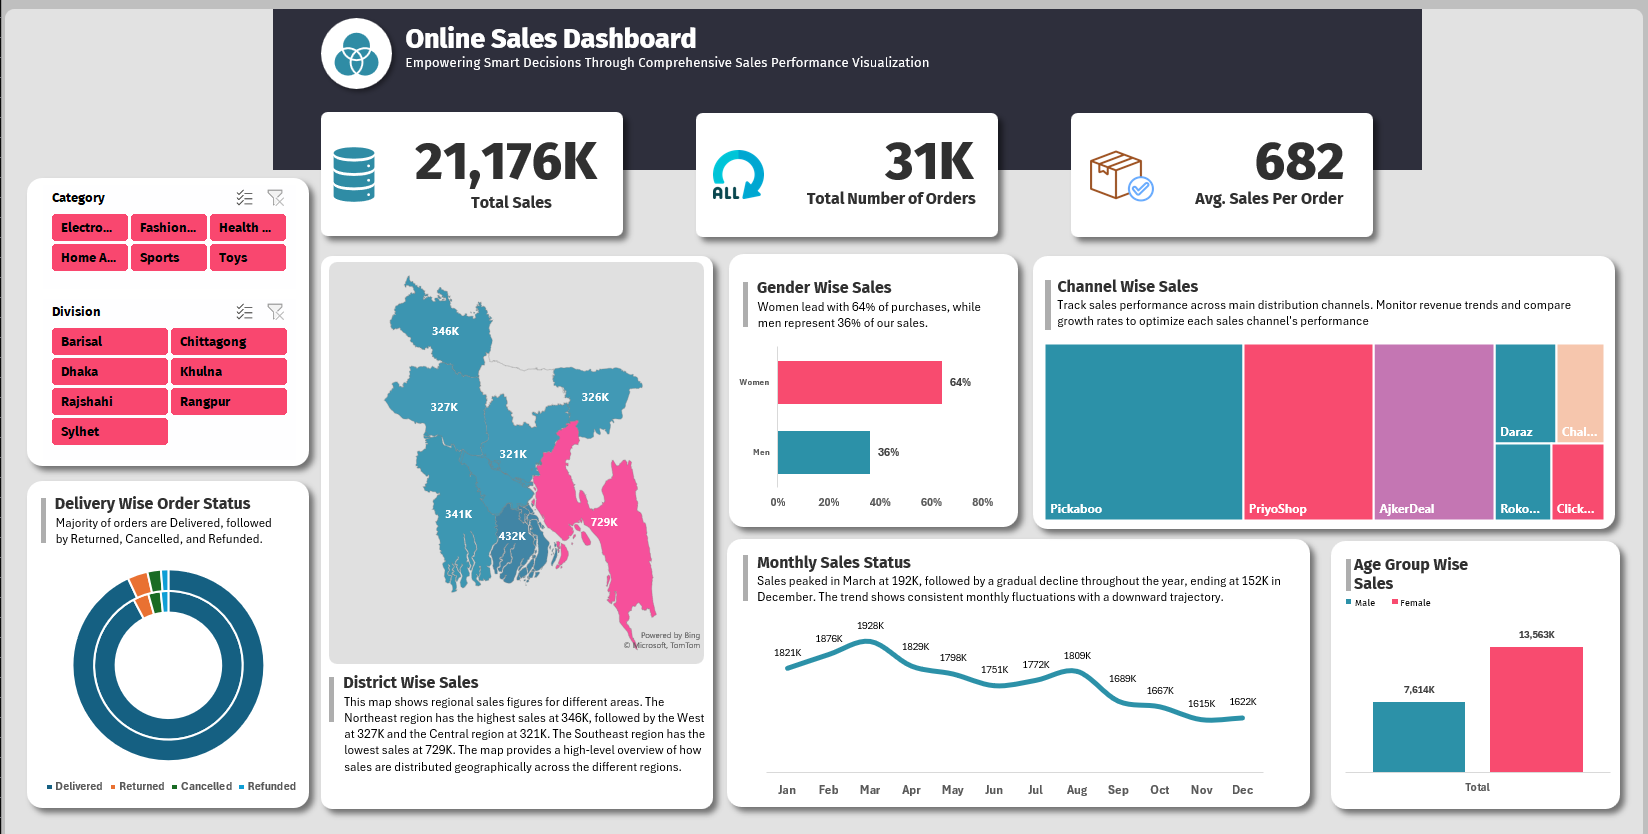 Online Sales Dashboard
Empowering Smart Decisions Through Comprehensive Sales Performance Visualization
21,176K
Total Sales
ALL
31K
Total Number of Orders
682
Avg. Sales Per Order
Category
Electro...
Fashion...
Health ...
Home A...
Sports
Toys
Division
Barisal
Chittagong
Dhaka
Khulna
Rajshahi
Rangpur
Sylhet
Delivery Wise Order Status
Majority of orders are Delivered, followed
by Returned, Cancelled, and Refunded.
Delivered
Returned
Cancelled
Refunded
346K
327K
326K
321K
341K
432K
729K
Powered by Bing
© Microsoft, TomTom
District Wise Sales
This map shows regional sales figures for different areas. The
Northeast region has the highest sales at 346K, followed by the West
at 327K and the Central region at 321K. The Southeast region has the
lowest sales at 729K. The map provides a high-level overview of how
sales are distributed geographically across the different regions.
Gender Wise Sales
Women lead with 64% of purchases, while
men represent 36% of our sales.
Women
64%
Men
36%
0%
20%
40%
60%
80%
Channel Wise Sales
Track sales performance across main distribution channels. Monitor revenue trends and compare
growth rates to optimize each sales channel's performance
Pickaboo
PriyoShop
AjkerDeal
Daraz
Chal...
Roko...
Click...
Monthly Sales Status
Sales peaked in March at 192K, followed by a gradual decline throughout the year, ending at 152K in
December. The trend shows consistent monthly fluctuations with a downward trajectory.
1821K
1876K
1928K
1829K
1798K
1751K
1772K
1809K
1689K
1667K
1615K
1622K
Jan
Feb
Mar
Apr
May
Jun
Jul
Aug
Sep
Oct
Nov
Dec
Age Group Wise
Sales
Male
Female
7,614K
13,563K
Total